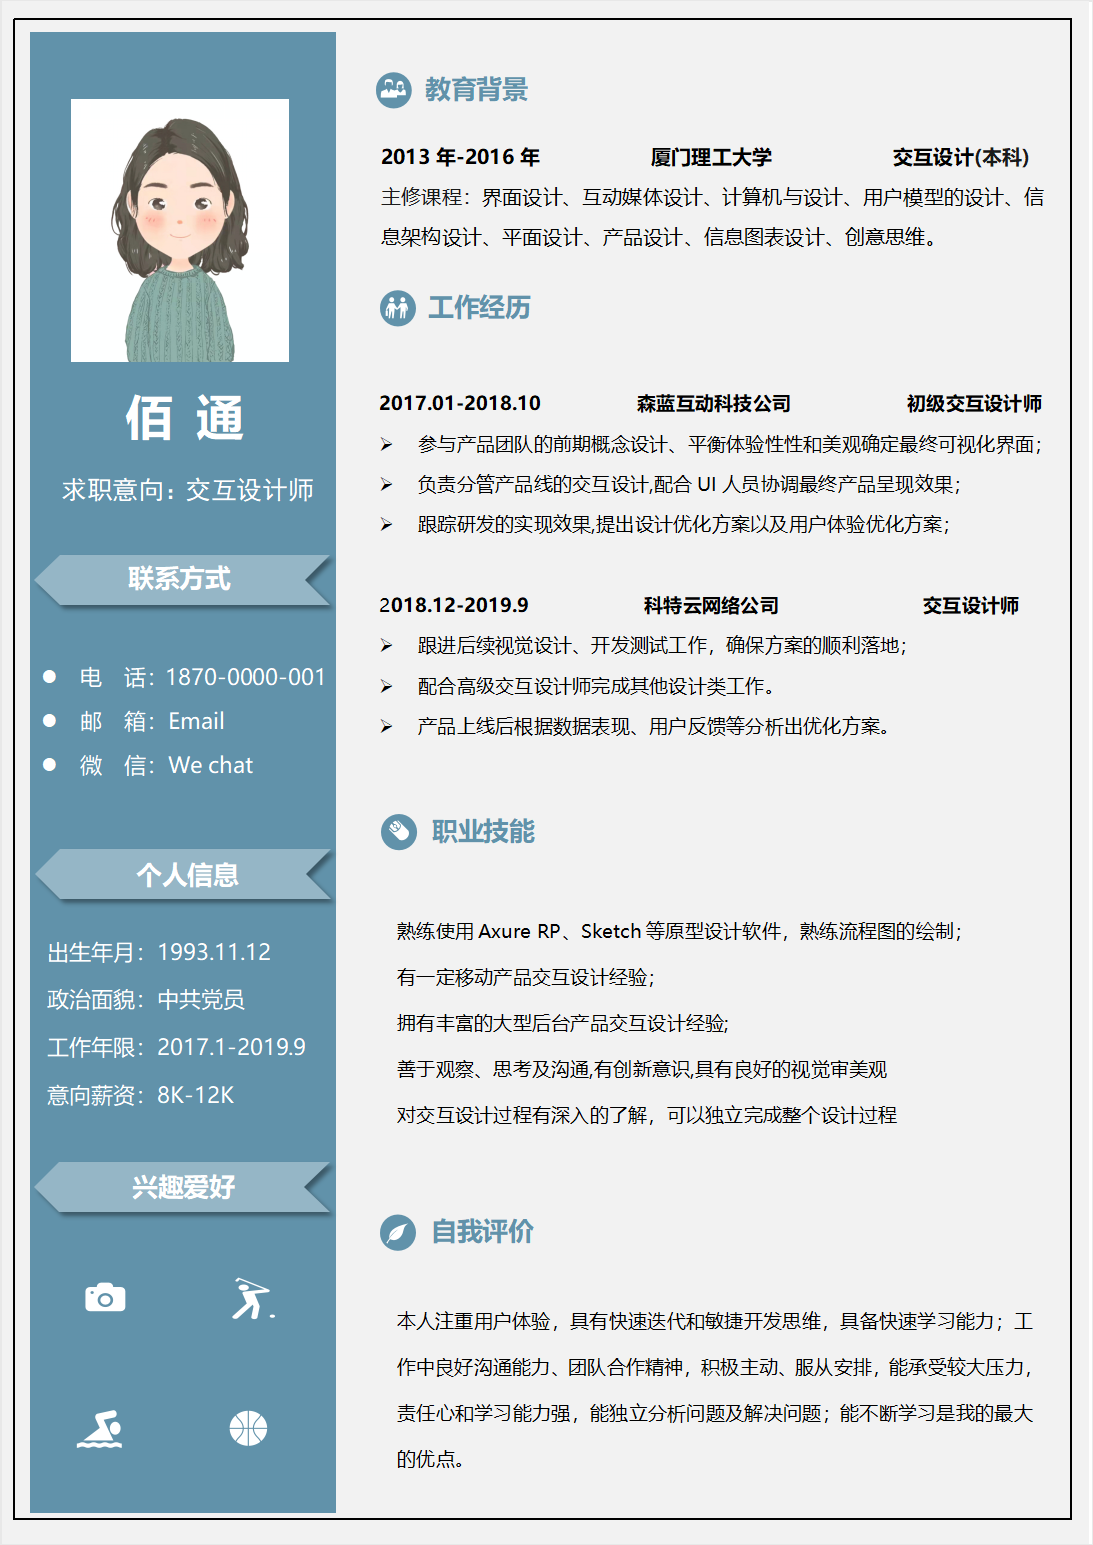 佰 通
求职意向：交互设计师
联系方式
电 话：1870-0000-001
邮 箱：Email
微 信：We chat
个人信息
出生年月：1993.11.12
政治面貌：中共党员
工作年限：2017.1-2019.9
意向薪资：8K-12K
兴趣爱好
教育背景
2013 年-2016 年 厦门理工大学 交互设计(本科)
主修课程：界面设计、互动媒体设计、计算机与设计、用户模型的设计、信
息架构设计、平面设计、产品设计、信息图表设计、创意思维。
工作经历
2017.01-2018.10 森蓝互动科技公司 初级交互设计师
参与产品团队的前期概念设计、平衡体验性性和美观确定最终可视化界面；
负责分管产品线的交互设计,配合 UI 人员协调最终产品呈现效果；
跟踪研发的实现效果,提出设计优化方案以及用户体验优化方案；
2018.12-2019.9 科特云网络公司 交互设计师
跟进后续视觉设计、开发测试工作，确保方案的顺利落地；
配合高级交互设计师完成其他设计类工作。
产品上线后根据数据表现、用户反馈等分析出优化方案。
职业技能
熟练使用 Axure RP、Sketch 等原型设计软件，熟练流程图的绘制；
有一定移动产品交互设计经验；
拥有丰富的大型后台产品交互设计经验;
善于观察、思考及沟通,有创新意识,具有良好的视觉审美观
对交互设计过程有深入的了解，可以独立完成整个设计过程
自我评价
本人注重用户体验，具有快速迭代和敏捷开发思维，具备快速学习能力；工
作中良好沟通能力、团队合作精神，积极主动、服从安排，能承受较大压力，
责任心和学习能力强，能独立分析问题及解决问题；能不断学习是我的最大
的优点。